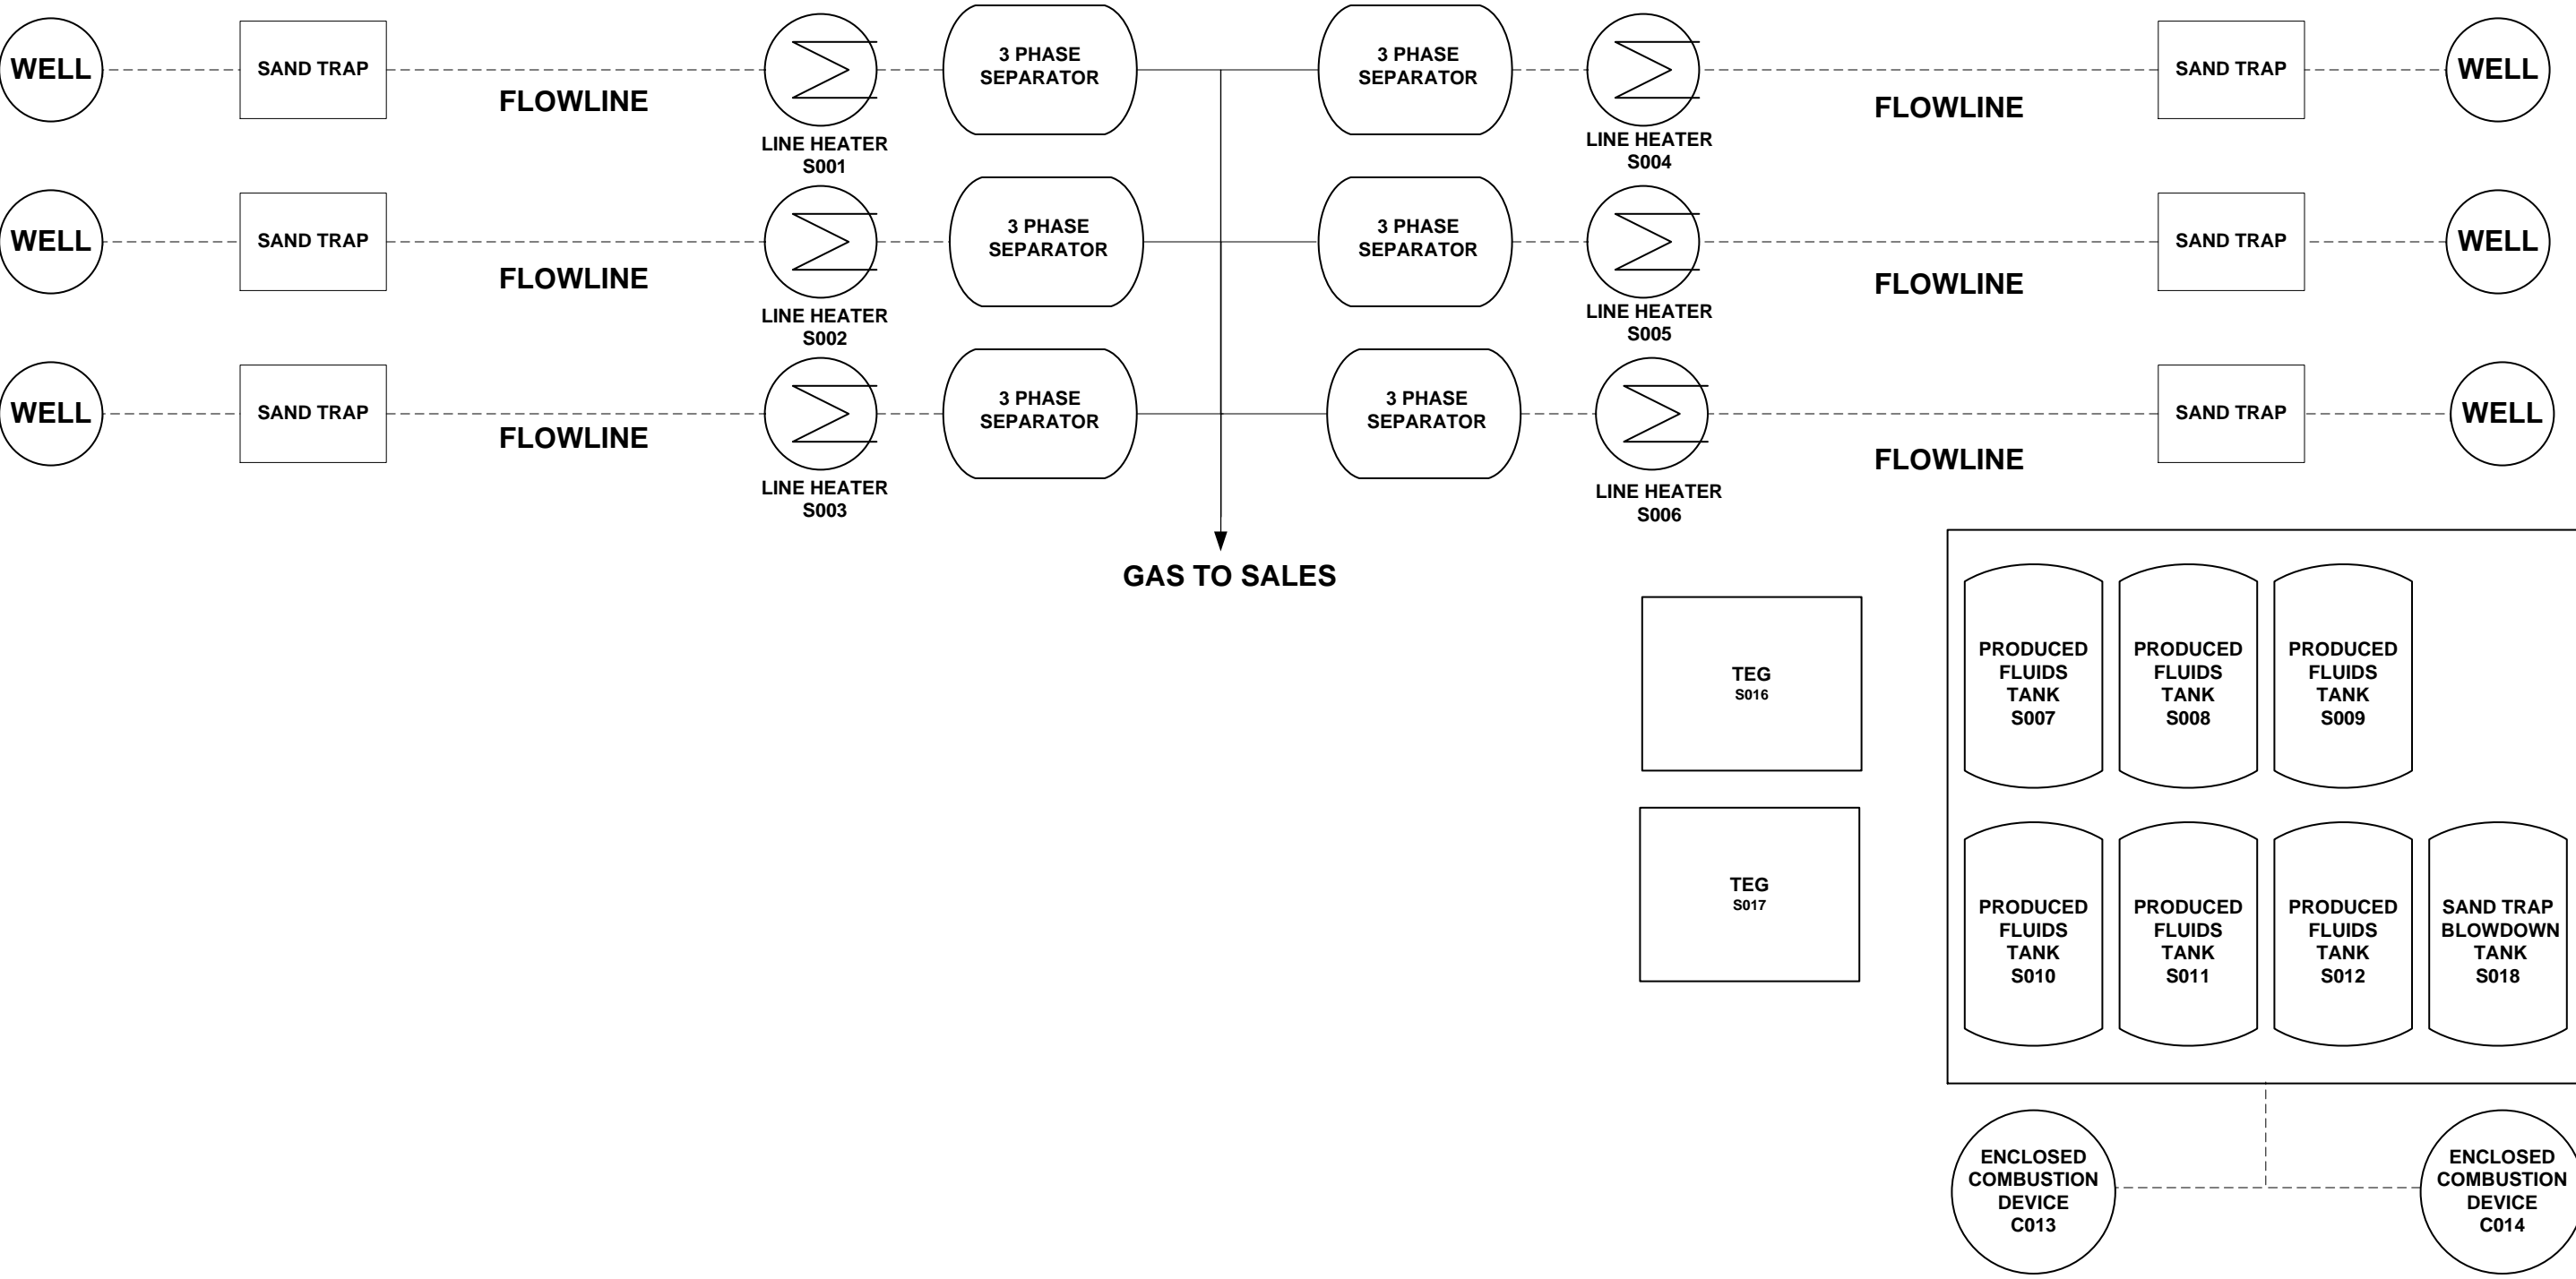 WELL
SAND TRAP
FLOWLINE
LINE HEATER
S001
3 PHASE
SEPARATOR
3 PHASE
SEPARATOR
LINE HEATER
S004
FLOWLINE
SAND TRAP
WELL
WELL
SAND TRAP
FLOWLINE
LINE HEATER
S002
3 PHASE
SEPARATOR
3 PHASE
SEPARATOR
LINE HEATER
S005
FLOWLINE
SAND TRAP
WELL
WELL
SAND TRAP
FLOWLINE
LINE HEATER
S003
3 PHASE
SEPARATOR
3 PHASE
SEPARATOR
LINE HEATER
S006
FLOWLINE
SAND TRAP
WELL
GAS TO SALES
TEG
S016
PRODUCED
FLUIDS
TANK
S007
PRODUCED
FLUIDS
TANK
S008
PRODUCED
FLUIDS
TANK
S009
TEG
S017
PRODUCED
FLUIDS
TANK
S010
PRODUCED
FLUIDS
TANK
S011
PRODUCED
FLUIDS
TANK
S012
SAND TRAP
BLOWDOWN
TANK
S018
ENCLOSED
COMBUSTION
DEVICE
C013
ENCLOSED
COMBUSTION
DEVICE
C014